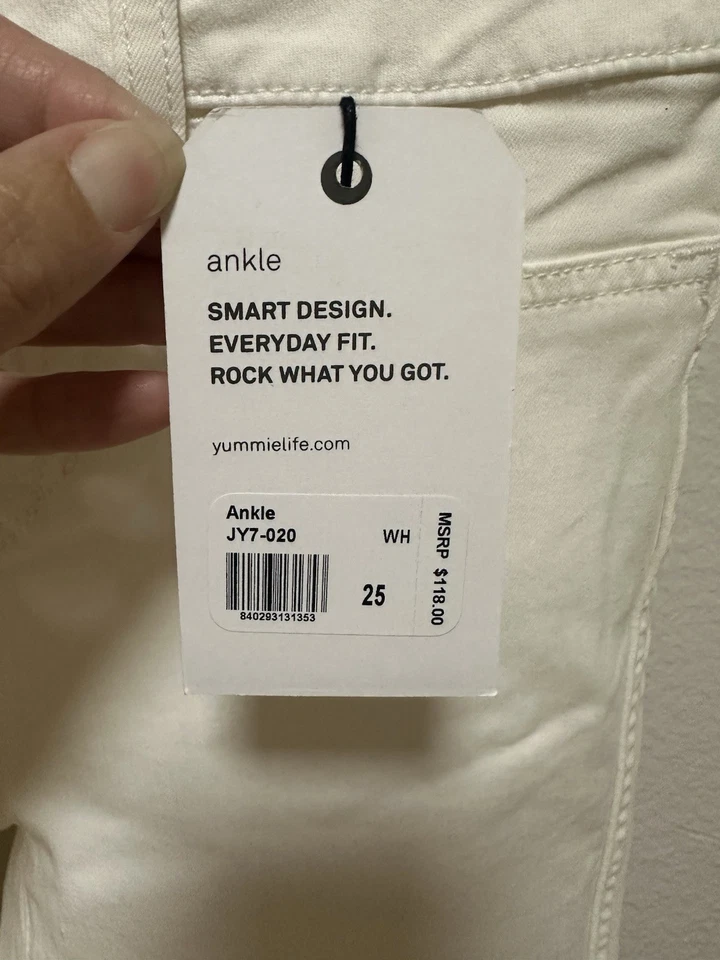 ankle
SMART DESIGN.
EVERYDAY FIT.
ROCK WHAT YOU GOT.
yummielife.com
Ankle
JY7-020
WH
25
840293131353
MSRP $118.00